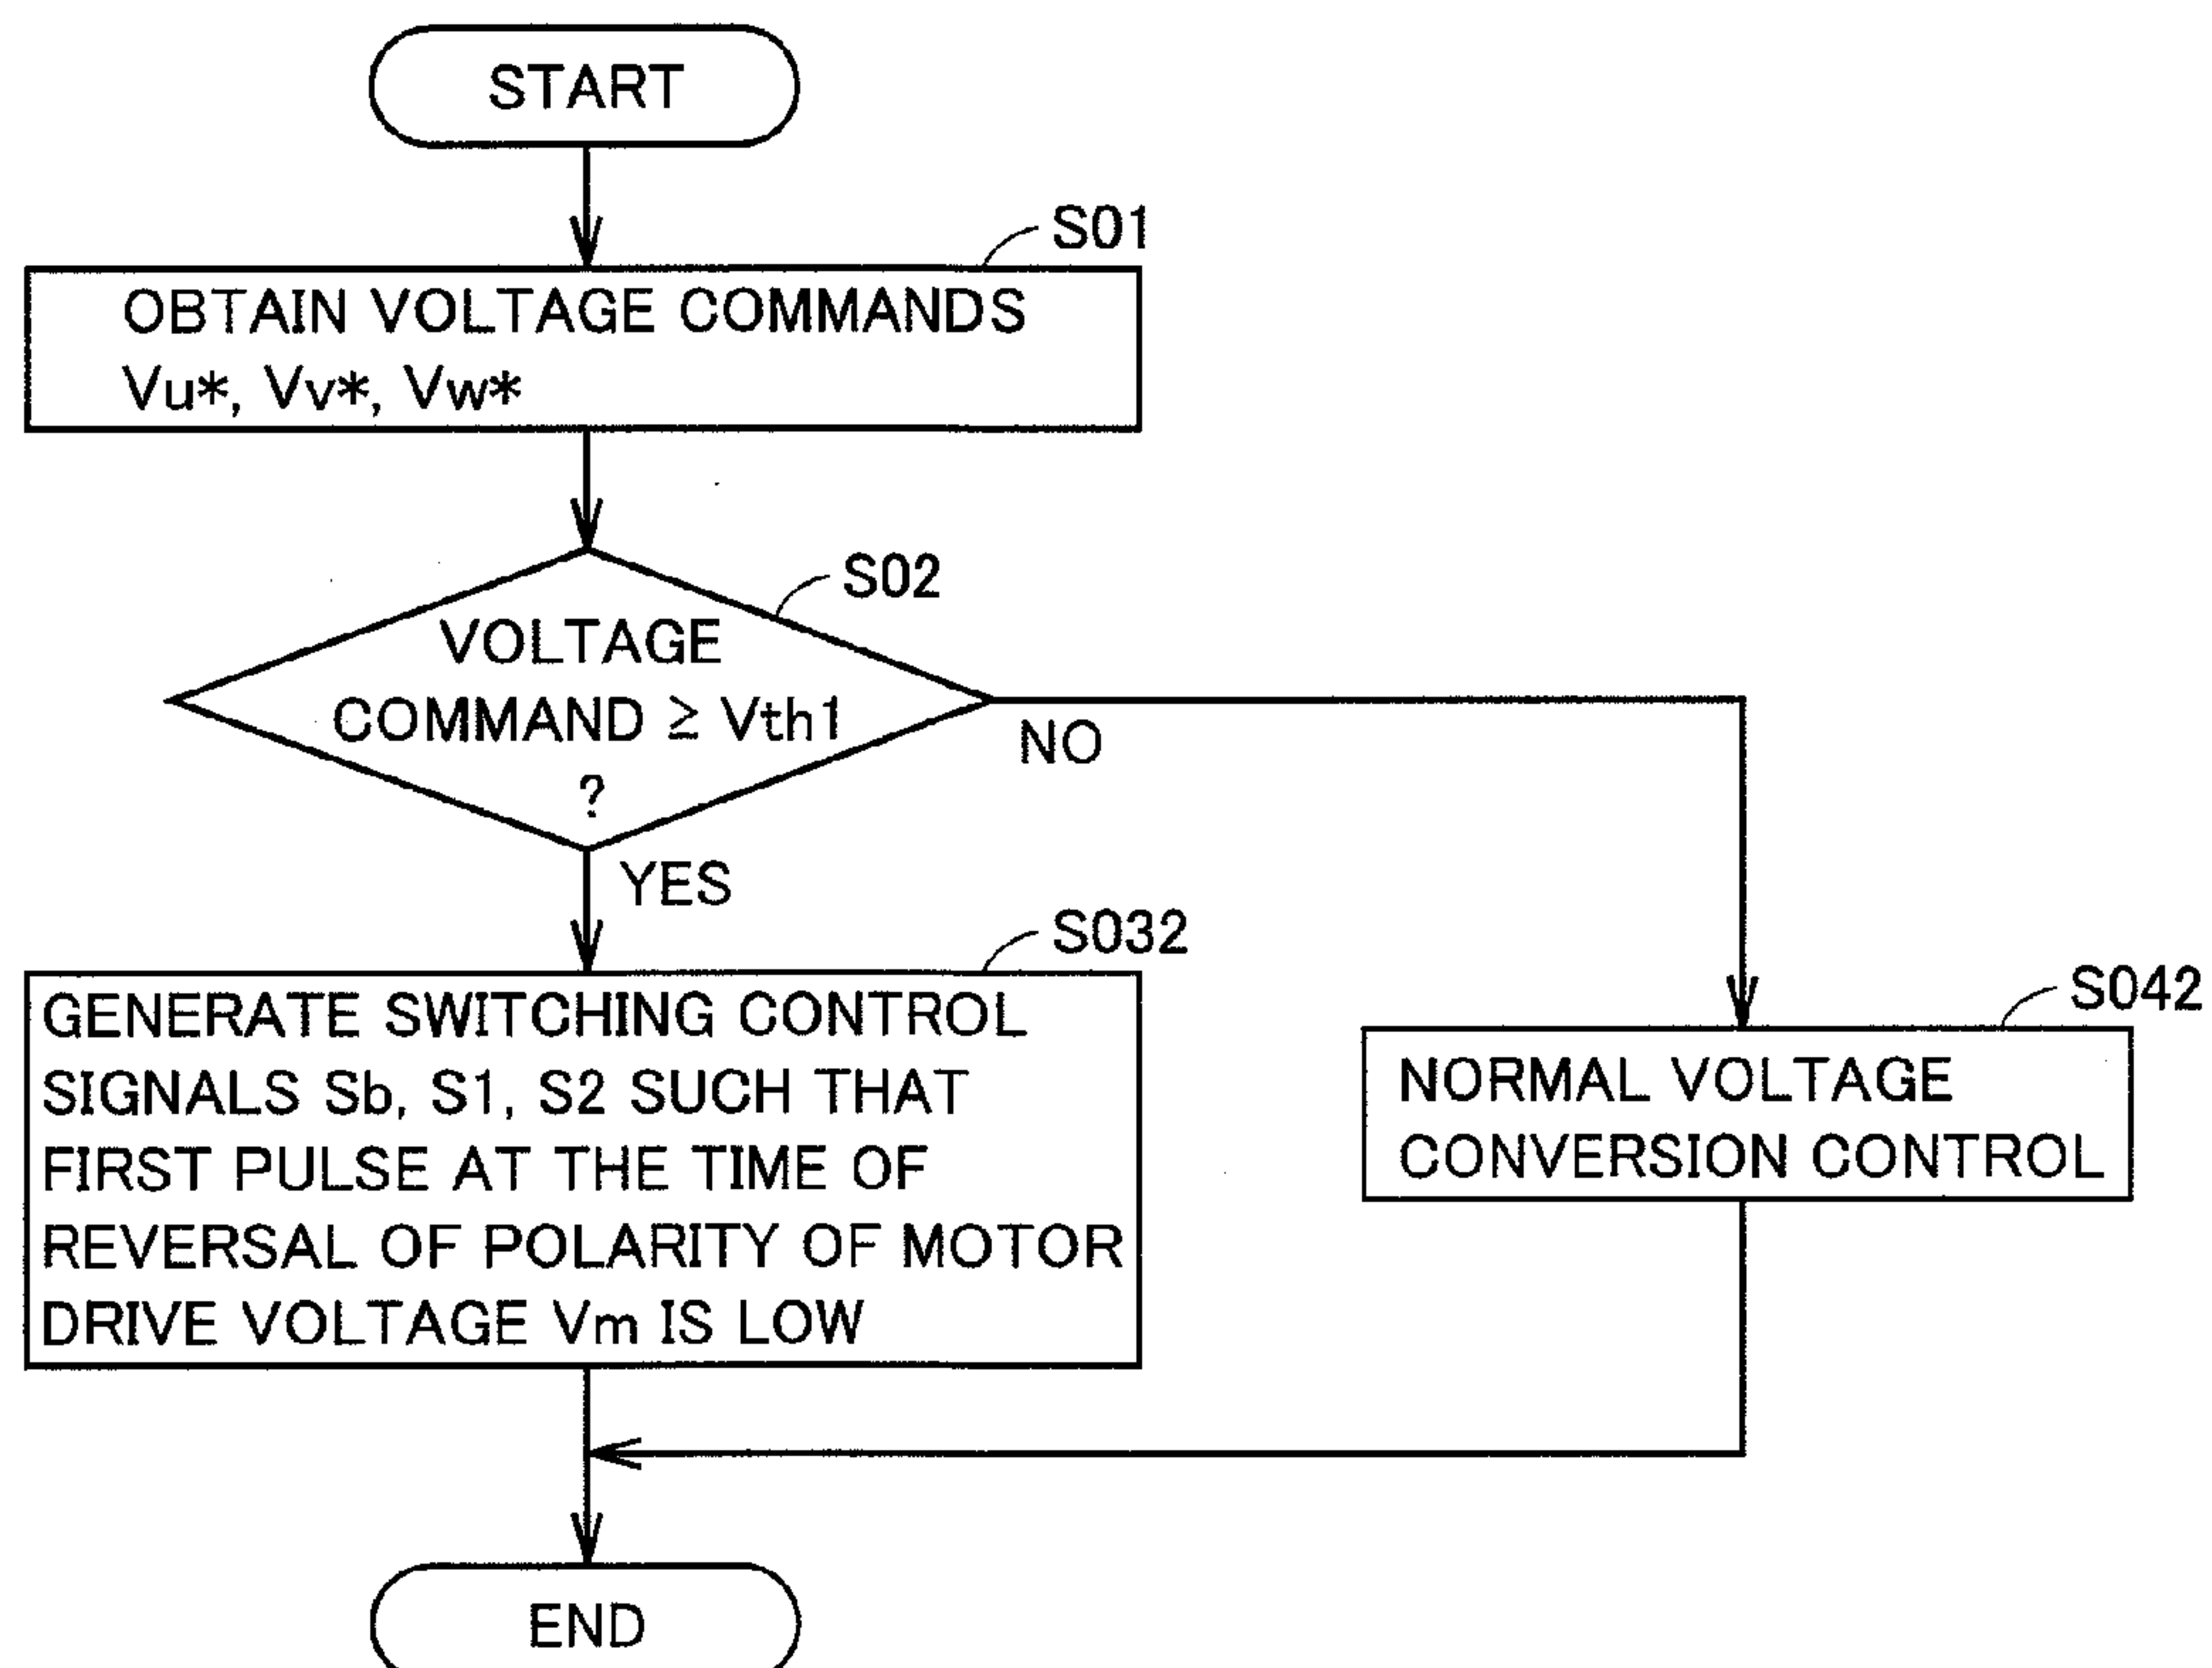 START
S01
OBTAIN VOLTAGE COMMANDS
Vu*, Vv*, Vw*
S02
VOLTAGE
COMMAND ≧ Vth1
?
NO
YES
S032
GENERATE SWITCHING CONTROL
SIGNALS Sb, S1, S2 SUCH THAT
FIRST PULSE AT THE TIME OF
REVERSAL OF POLARITY OF MOTOR
DRIVE VOLTAGE Vm IS LOW
S042
NORMAL VOLTAGE
CONVERSION CONTROL
END